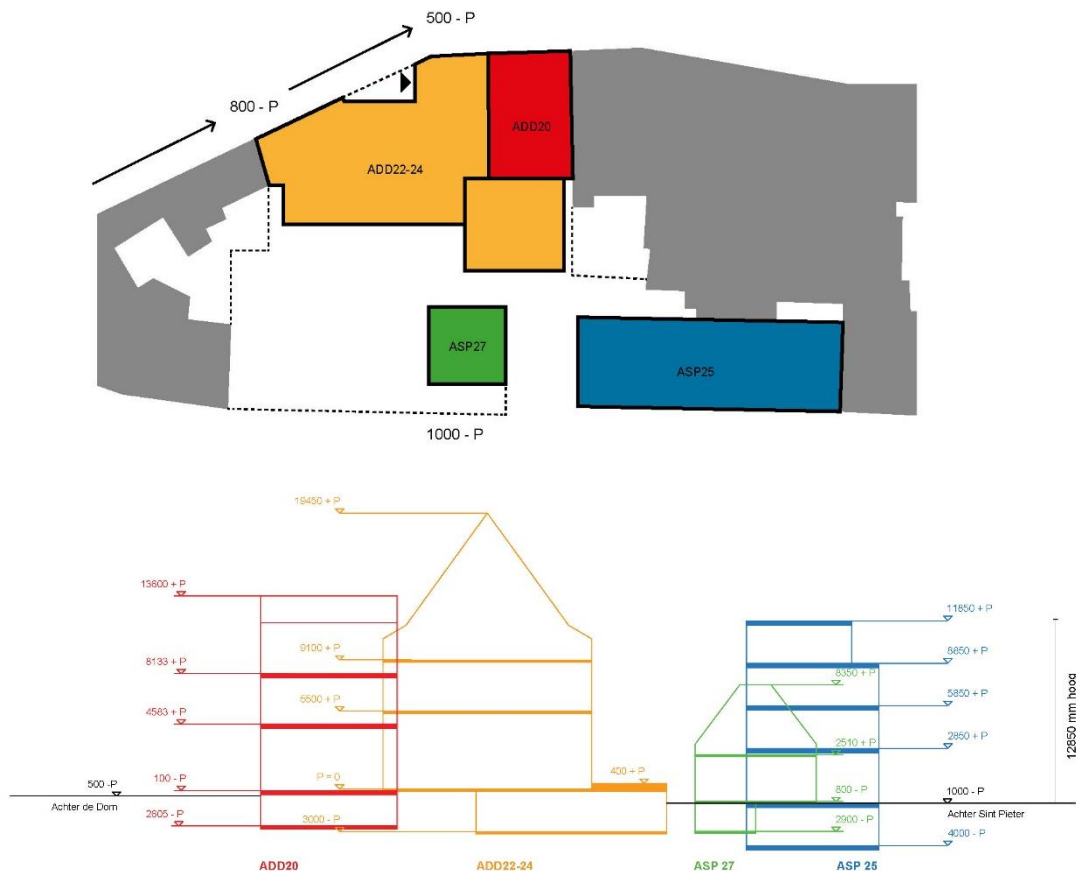 500 - P
800 - P
ADD20
ADD22-24
ASP27
ASP25
1000 - P
19450 + P
13600 + P
11850 + P
9100 + P
8850 + P
8133 + P
8350 + P
5500 + P
5850 + P
4583 + P
2510 + P
2850 + P
12850 mm hoog
100 - P
P = 0
400 + P
500 -P
800 - P
1000 - P
Achter de Dom
Achter Sint Pieter
2605 - P
3000 - P
2900 - P
4000 - P
ADD20
ADD22-24
ASP 27
ASP 25